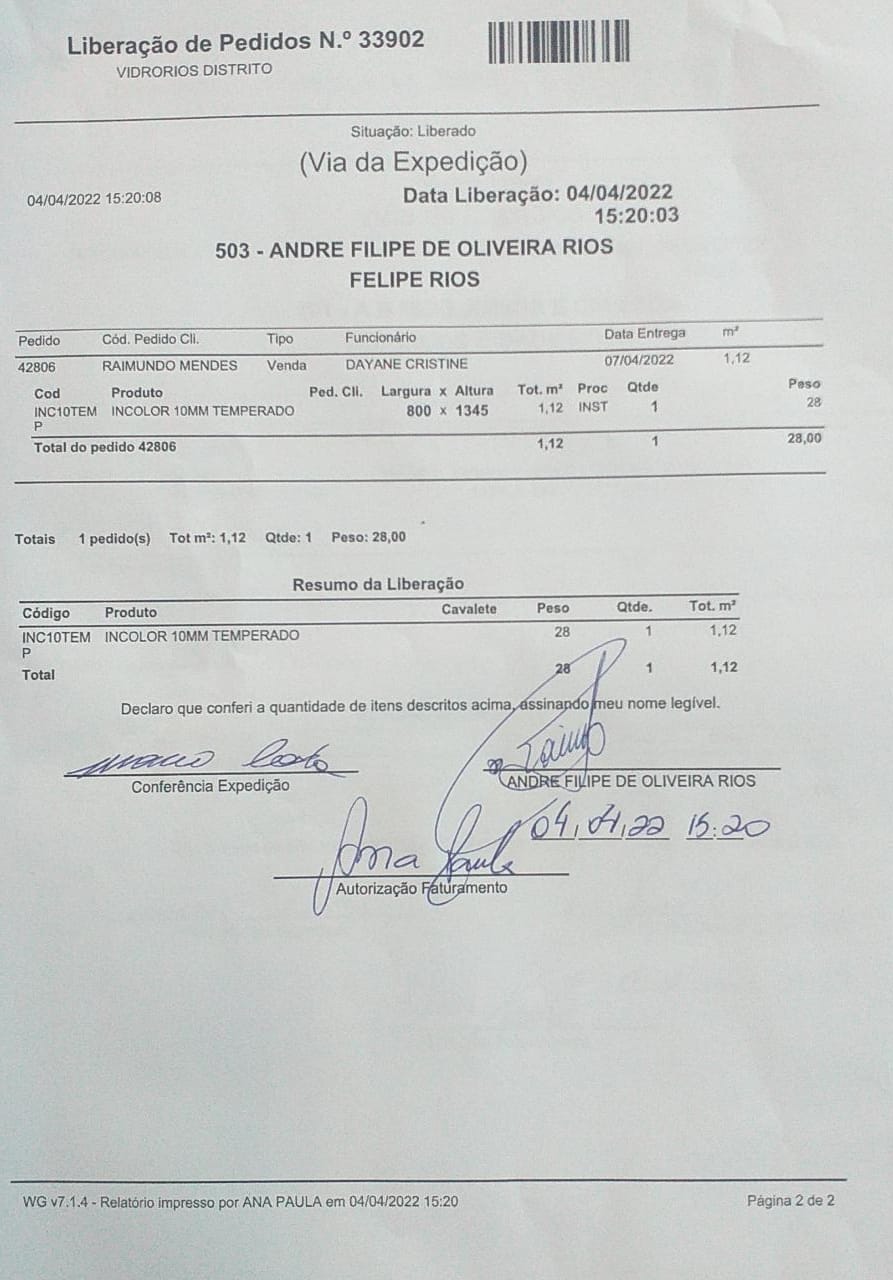 Liberação de Pedidos N.º 33902
VIDRORIOS DISTRITO
Situação: Liberado
(Via da Expedição)
04/04/2022 15:20:08
Data Liberação: 04/04/2022
15:20:03
503 - ANDRE FILIPE DE OLIVEIRA RIOS
FELIPE RIOS
Pedido Cód. Pedido Cli. Tipo Funcionário Data Entrega m²
42806 RAIMUNDO MENDES Venda DAYANE CRISTINE 07/04/2022 1,12
Cod Produto Ped. Cli. Largura x Altura Tot. m² Proc Qtde Peso
INC10TEM INCOLOR 10MM TEMPERADO 800 x 1345 1,12 INST 1 28
P
Total do pedido 42806 1,12 1 28,00
Totais 1 pedido(s) Tot m²: 1,12 Qtde: 1 Peso: 28,00
Resumo da Liberação
Código Produto Cavalete Peso Qtde. Tot. m²
INC10TEM INCOLOR 10MM TEMPERADO 28 1 1,12
P
Total 28 1 1,12
Declaro que conferi a quantidade de itens descritos acima, assinando meu nome legível.
Conferência Expedição
ANDRE FILIPE DE OLIVEIRA RIOS
04, 04, 22 15:20
Ana Paula
Autorização Faturamento
WG v7.1.4 - Relatório impresso por ANA PAULA em 04/04/2022 15:20
Página 2 de 2